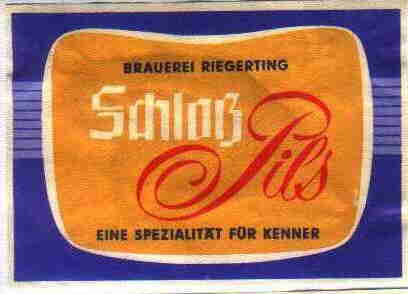 BRAUEREI RIEGERTING
Schloß
Pils
EINE SPEZIALITÄT FÜR KENNER